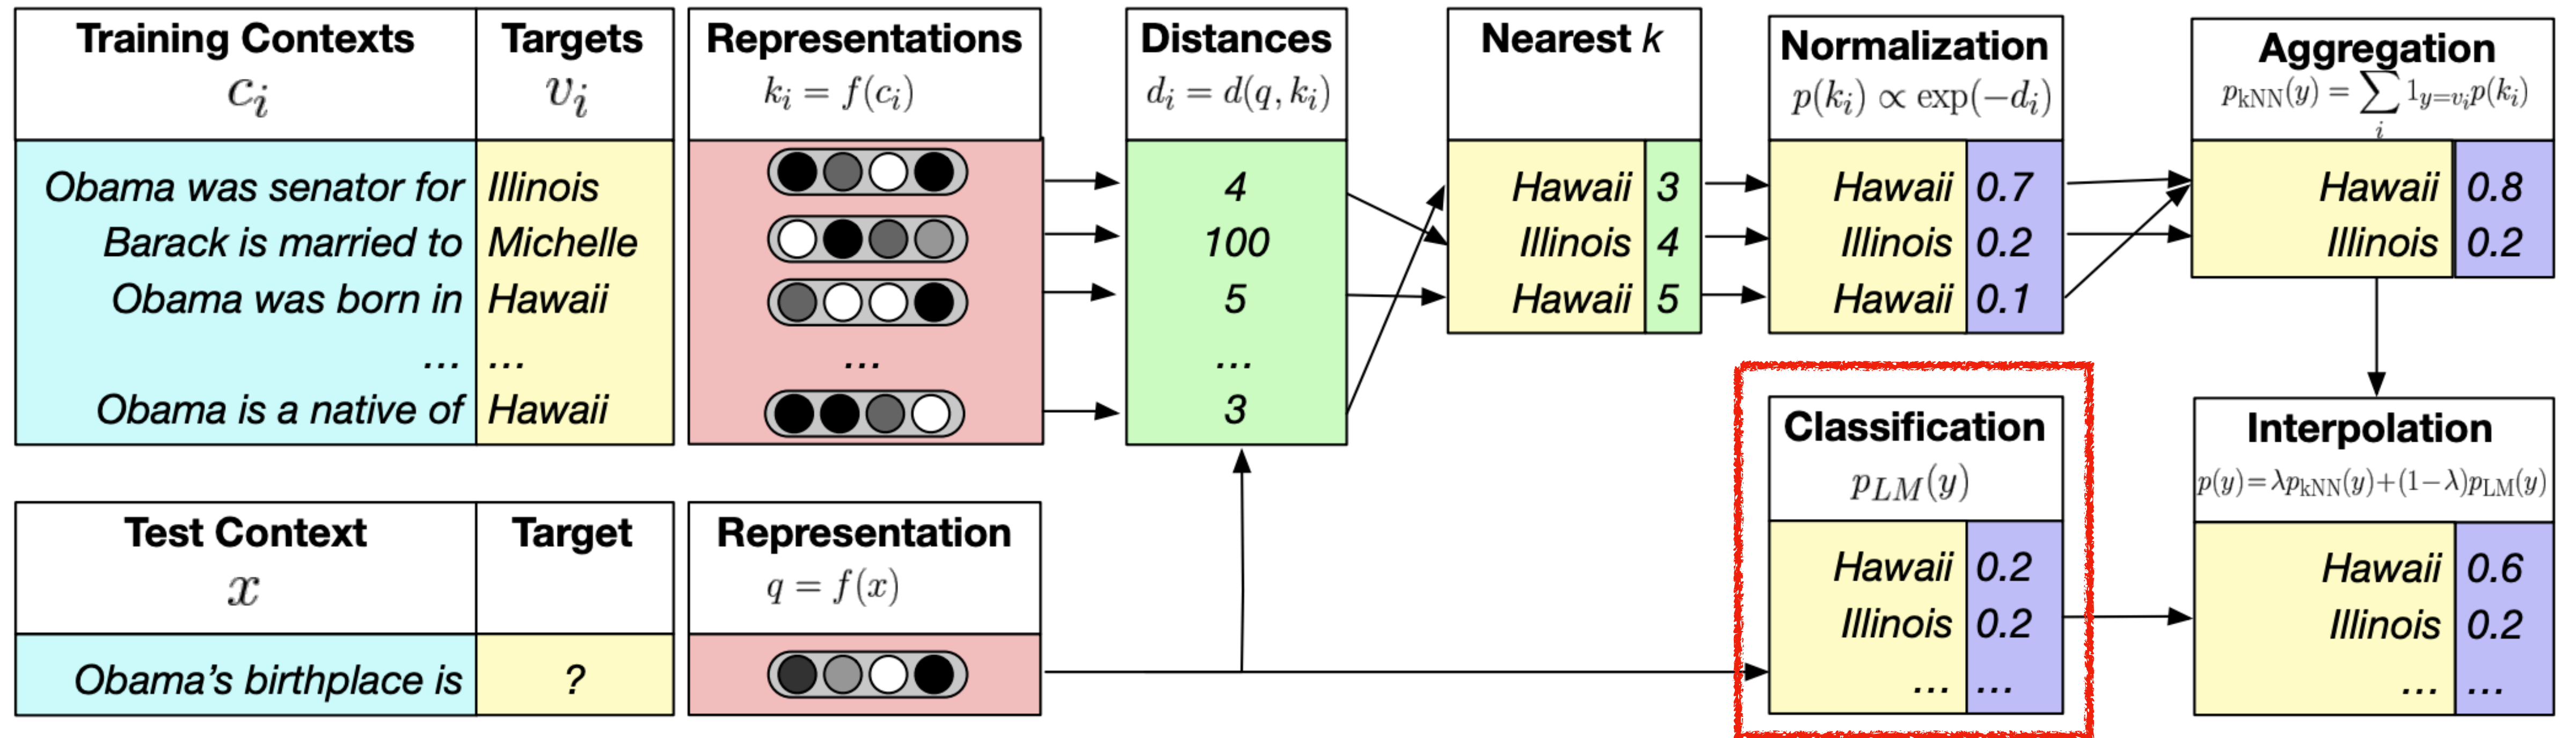 Training Contexts Targets Representations Distances Nearest k Normalization Aggregation
c_i v_i k_i = f(c_i) d_i = d(q, k_i) p(k_i) ∝ exp(−d_i) p_kNN(y) = ∑_i 1_{y=v_i} p(k_i)
Obama was senator for Illinois 4 Hawaii 3 Hawaii 0.7 Hawaii 0.8
Barack is married to Michelle 100 Illinois 4 Illinois 0.2 Illinois 0.2
Obama was born in Hawaii 5 Hawaii 5 Hawaii 0.1
... ... ... ...
Obama is a native of Hawaii 3
Classification Interpolation
p_LM(y) p(y) = λp_kNN(y) + (1−λ)p_LM(y)
Test Context Target Representation
x q = f(x)
Hawaii 0.2 Hawaii 0.6
Illinois 0.2 Illinois 0.2
Obama’s birthplace is ? ... ... ... ...